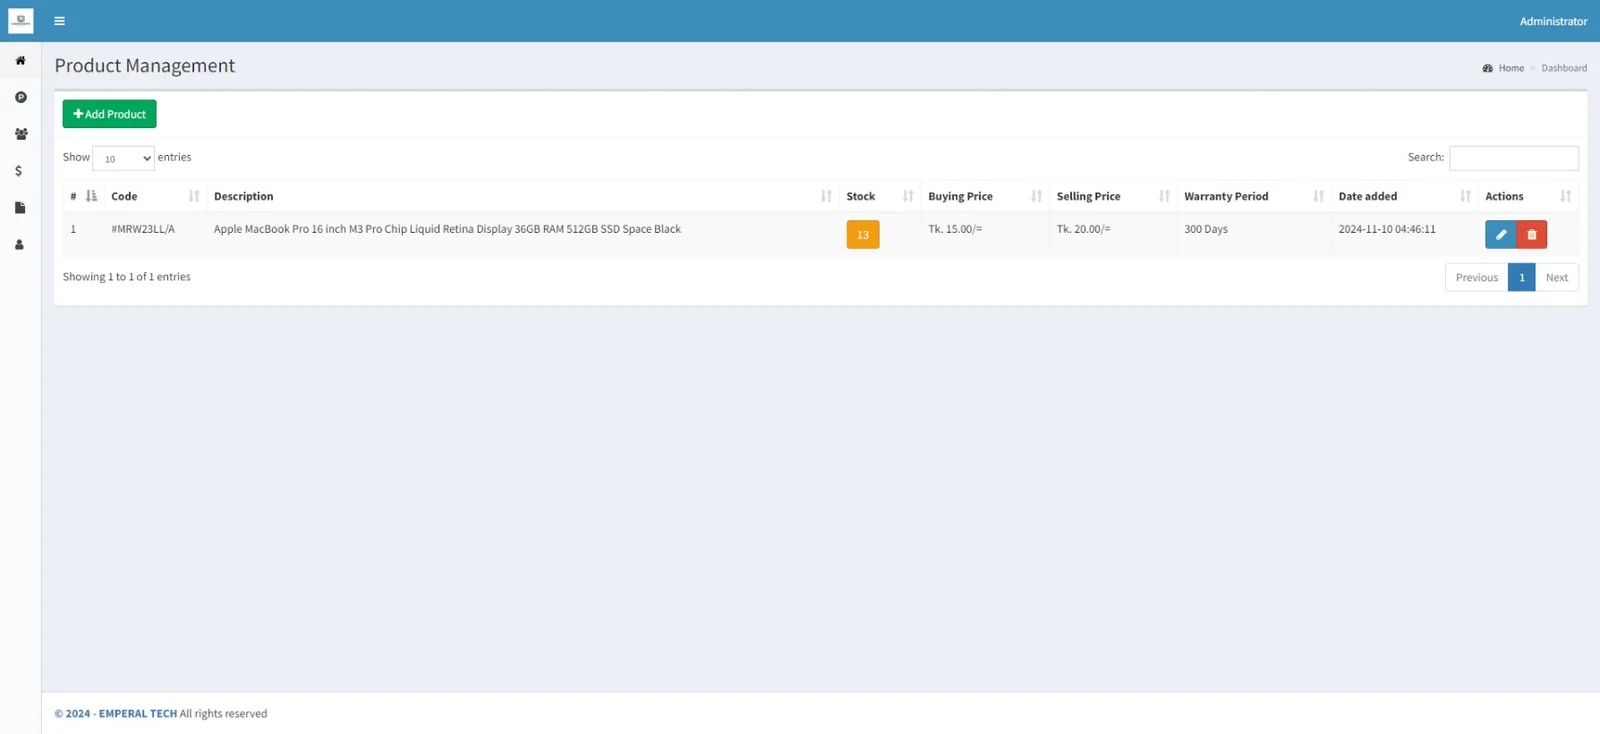 Administrator
Product Management
Home > Dashboard
Add Product
Show 10 entries
Search:
# Code Description Stock Buying Price Selling Price Warranty Period Date added Actions
1 #MRW23LL/A Apple MacBook Pro 16 inch M3 Pro Chip Liquid Retina Display 36GB RAM 512GB SSD Space Black 13 Tk. 15.00/= Tk. 20.00/= 300 Days 2024-11-10 04:46:11
Showing 1 to 1 of 1 entries
Previous 1 Next
© 2024 - EMPERAL TECH All rights reserved